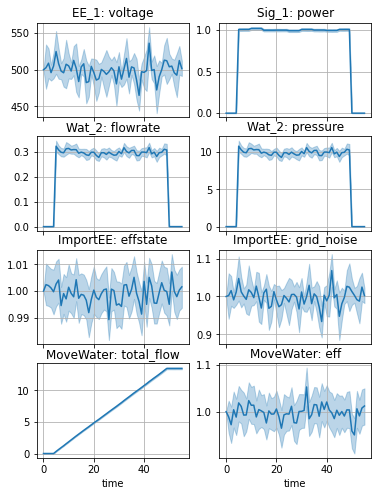 EE_1: voltage Sig_1: power
550 1.0
500 0.5
450 0.0
Wat_2: flowrate Wat_2: pressure
0.3 10
0.2 5
0.1
0.0 0
ImportEE: effstate ImportEE: grid_noise
1.01 1.1
1.00 1.0
0.99 0.9
MoveWater: total_flow MoveWater: eff
10 1.1
5 1.0
0
0 20 40 0 20 40
time time